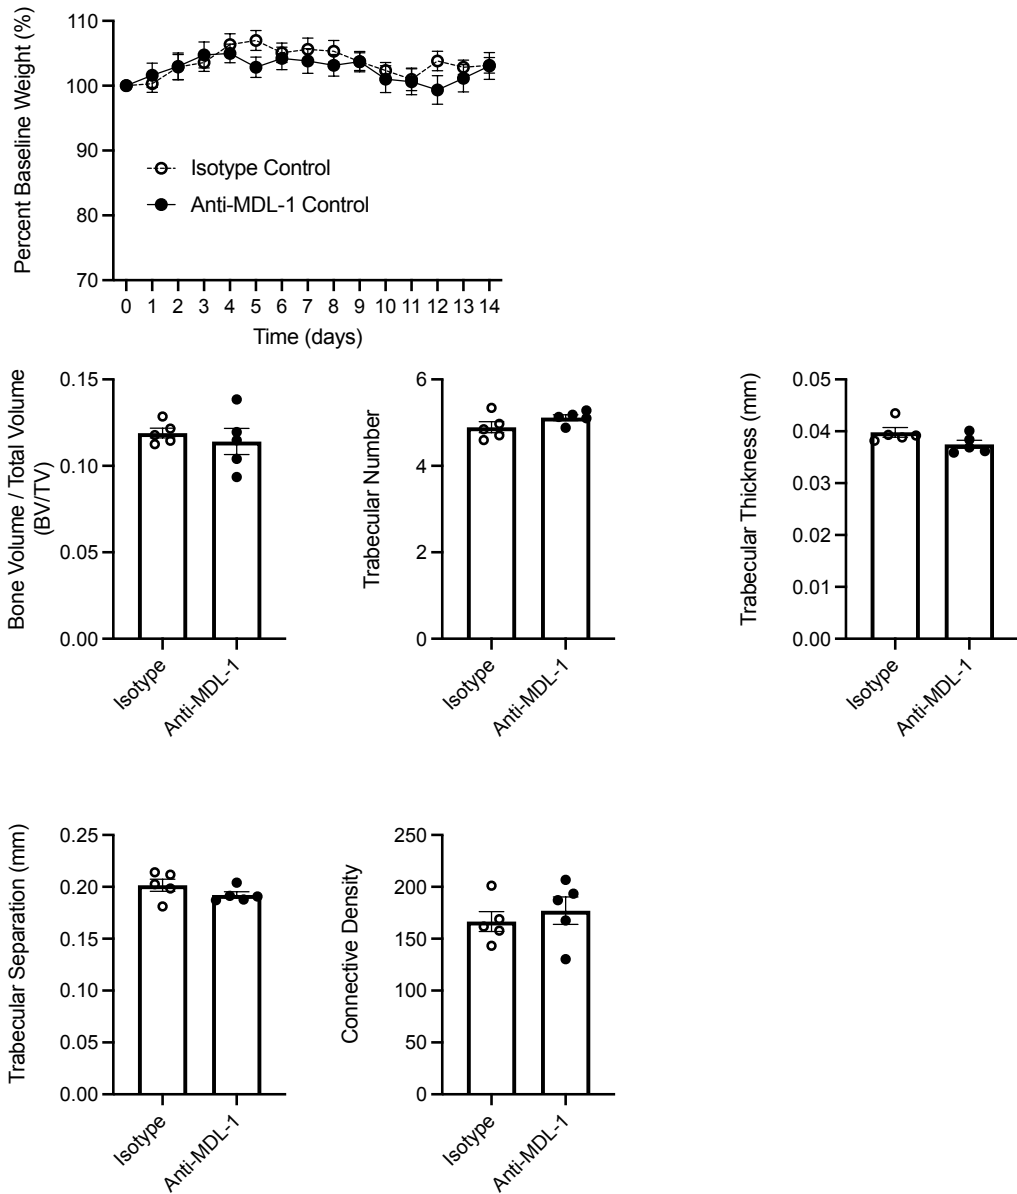 Percent Baseline Weight (%)
110
100
90
80
70
Isotype Control
Anti-MDL-1 Control
0 1 2 3 4 5 6 7 8 9 10 11 12 13 14
Time (days)
Bone Volume / Total Volume
(BV/TV)
0.15
0.10
0.05
0.00
Isotype
Anti-MDL-1
Trabecular Number
6
4
2
0
Isotype
Anti-MDL-1
Trabecular Thickness (mm)
0.05
0.04
0.03
0.02
0.01
0.00
Isotype
Anti-MDL-1
Trabecular Separation (mm)
0.25
0.20
0.15
0.10
0.05
0.00
Isotype
Anti-MDL-1
Connective Density
250
200
150
100
50
0
Isotype
Anti-MDL-1